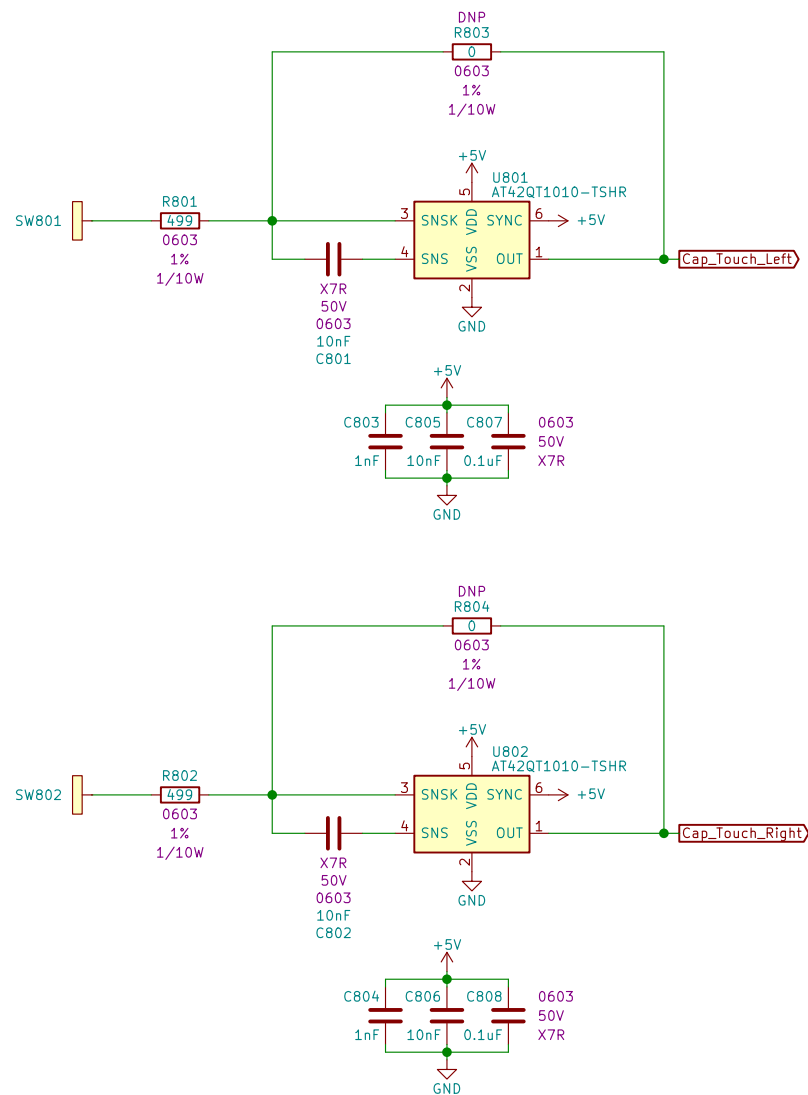 DNP
R803
0
0603
1%
1/10W
+5V
U801
AT42QT1010-TSHR
R801
SW801
499
0603
1%
1/10W
3 SNSK VDD 5 SYNC 6 +5V
4 SNS VSS 2 OUT 1 Cap_Touch_Left
GND
X7R
50V
0603
10nF
C801
+5V
C803 C805 C807 0603
50V
1nF 10nF 0.1uF X7R
GND
DNP
R804
0
0603
1%
1/10W
+5V
U802
AT42QT1010-TSHR
R802
SW802
499
0603
1%
1/10W
3 SNSK VDD 5 SYNC 6 +5V
4 SNS VSS 2 OUT 1 Cap_Touch_Right
GND
X7R
50V
0603
10nF
C802
+5V
C804 C806 C808 0603
50V
1nF 10nF 0.1uF X7R
GND